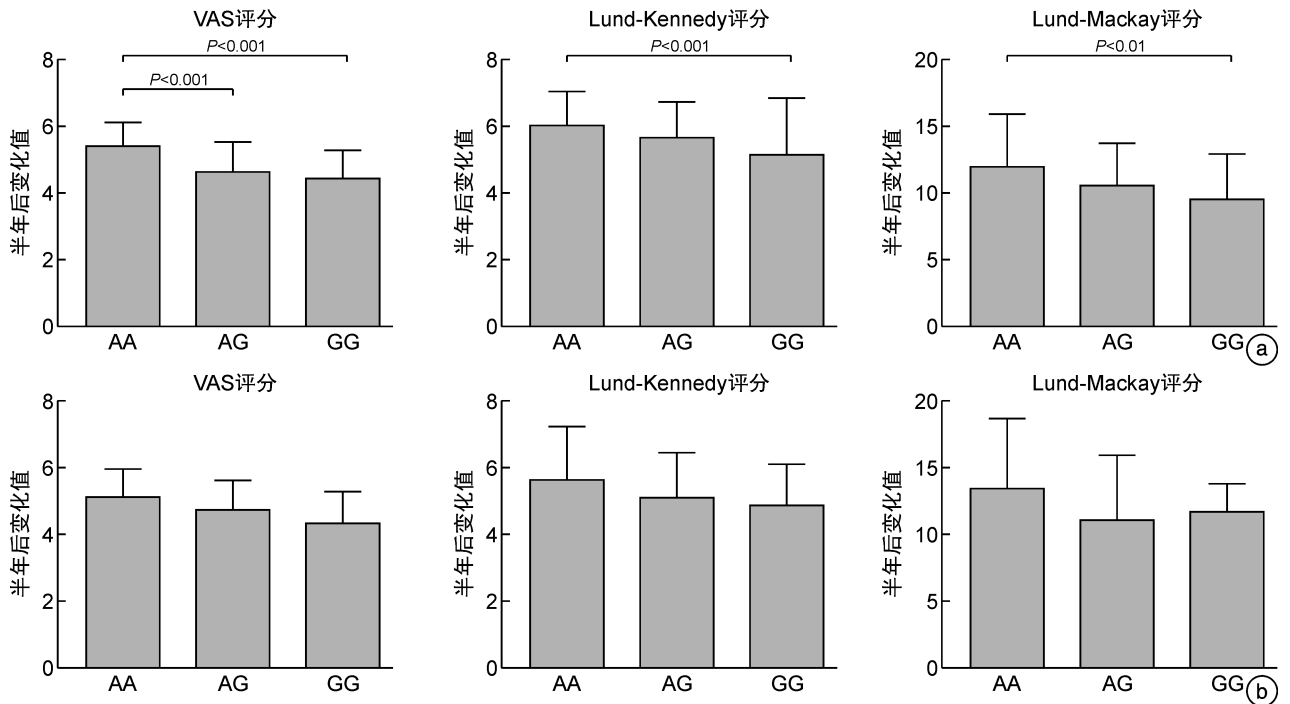 VAS评分
P<0.001
P<0.001
半年后变化值
8
6
4
2
0
AA AG GG
Lund-Kennedy评分
P<0.001
半年后变化值
8
6
4
2
0
AA AG GG
Lund-Mackay评分
P<0.01
半年后变化值
20
15
10
5
0
AA AG GG
a
VAS评分
半年后变化值
8
6
4
2
0
AA AG GG
Lund-Kennedy评分
半年后变化值
8
6
4
2
0
AA AG GG
Lund-Mackay评分
半年后变化值
20
15
10
5
0
AA AG GG
b